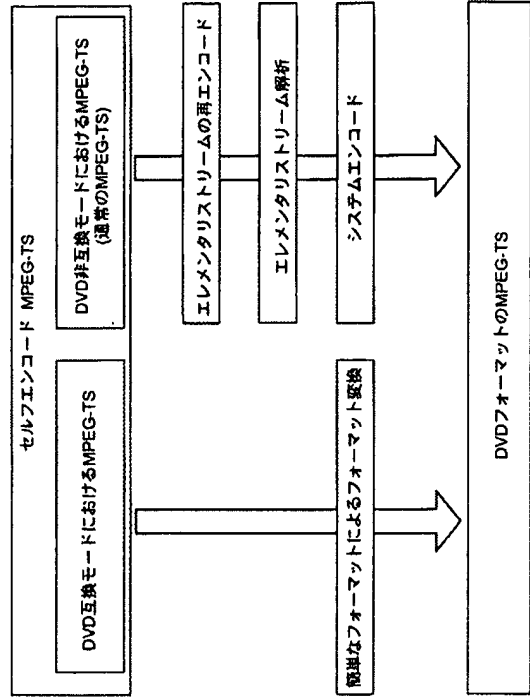 セルフエンコード MPEG-TS
DVD互換モードにおけるMPEG-TS
DVD非互換モードにおけるMPEG-TS
(通常のMPEG-TS)
エレメンタリストリームの再エンコード
エレメンタリストリーム解析
システムエンコード
簡単なフォーマットによるフォーマット変換
DVDフォーマットのMPEG-TS